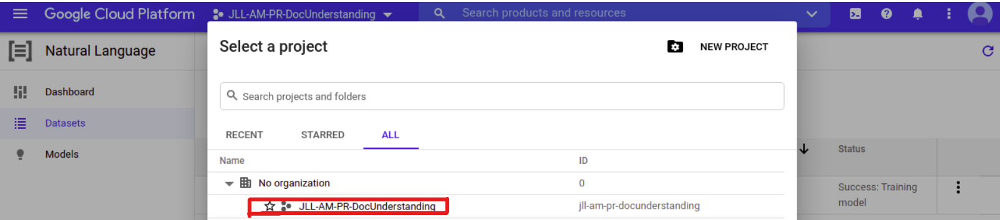 Google Cloud Platform JLL-AM-PR-DocUnderstanding Search products and resources
Natural Language
Select a project NEW PROJECT
Dashboard
Search projects and folders
Datasets
RECENT STARRED ALL
Models
Status
Name ID
No organization 0
Success: Training
model
JLL-AM-PR-DocUnderstanding jll-am-pr-docunderstanding